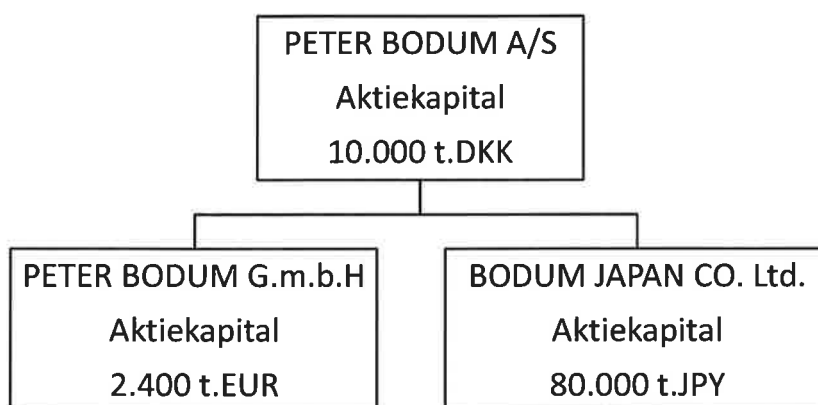 PETER BODUM A/S
Aktiekapital
10.000 t.DKK
PETER BODUM G.m.b.H
Aktiekapital
2.400 t.EUR
BODUM JAPAN CO. Ltd.
Aktiekapital
80.000 t.JPY